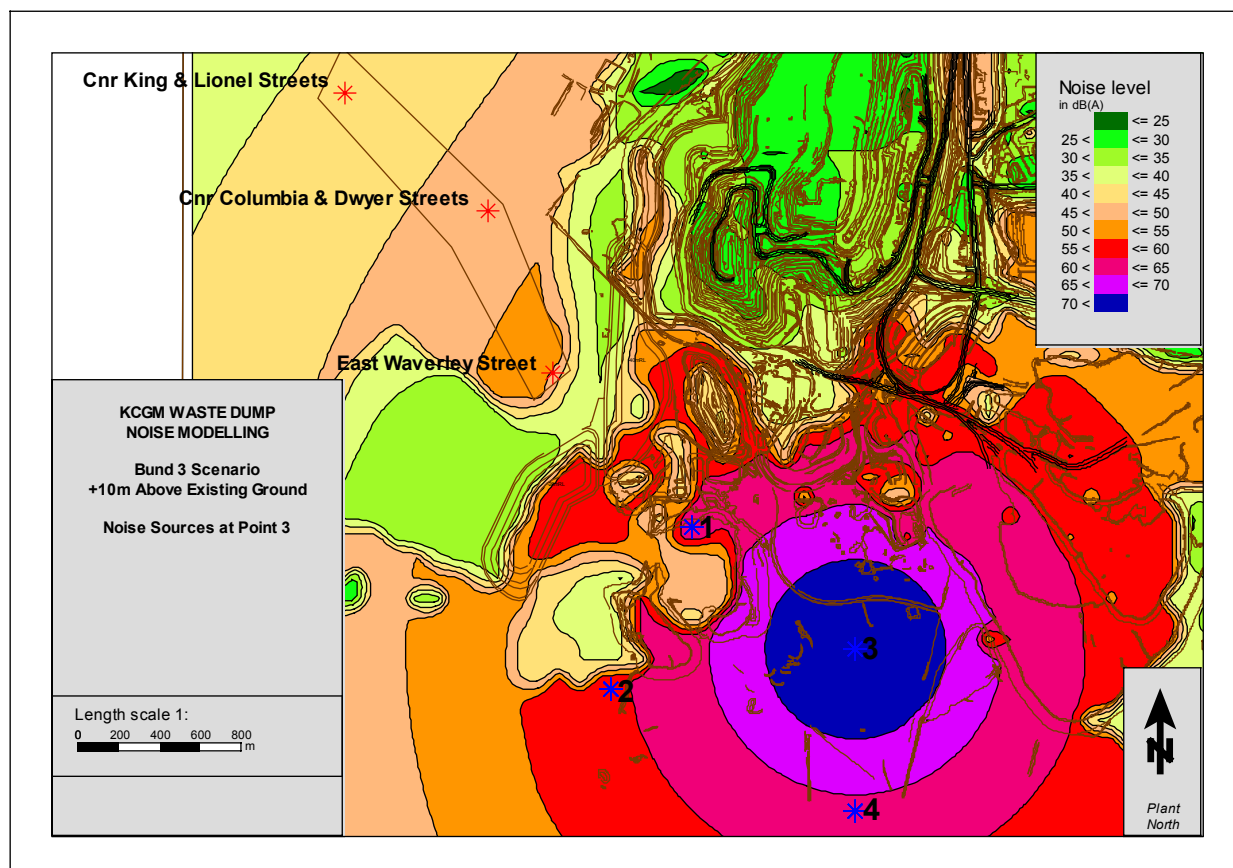 Cnr King & Lionel Streets
Cnr Columbia & Dwyer Streets
East Waverley Street
Noise level
in dB(A)
<= 25
25 < <= 30
30 < <= 35
35 < <= 40
40 < <= 45
45 < <= 50
50 < <= 55
55 < <= 60
60 < <= 65
65 < <= 70
70 <
KCGM WASTE DUMP
NOISE MODELLING
Bund 3 Scenario
+10m Above Existing Ground
Noise Sources at Point 3
Length scale 1:
0 200 400 600 800
m
1
2
3
4
N
Plant
North